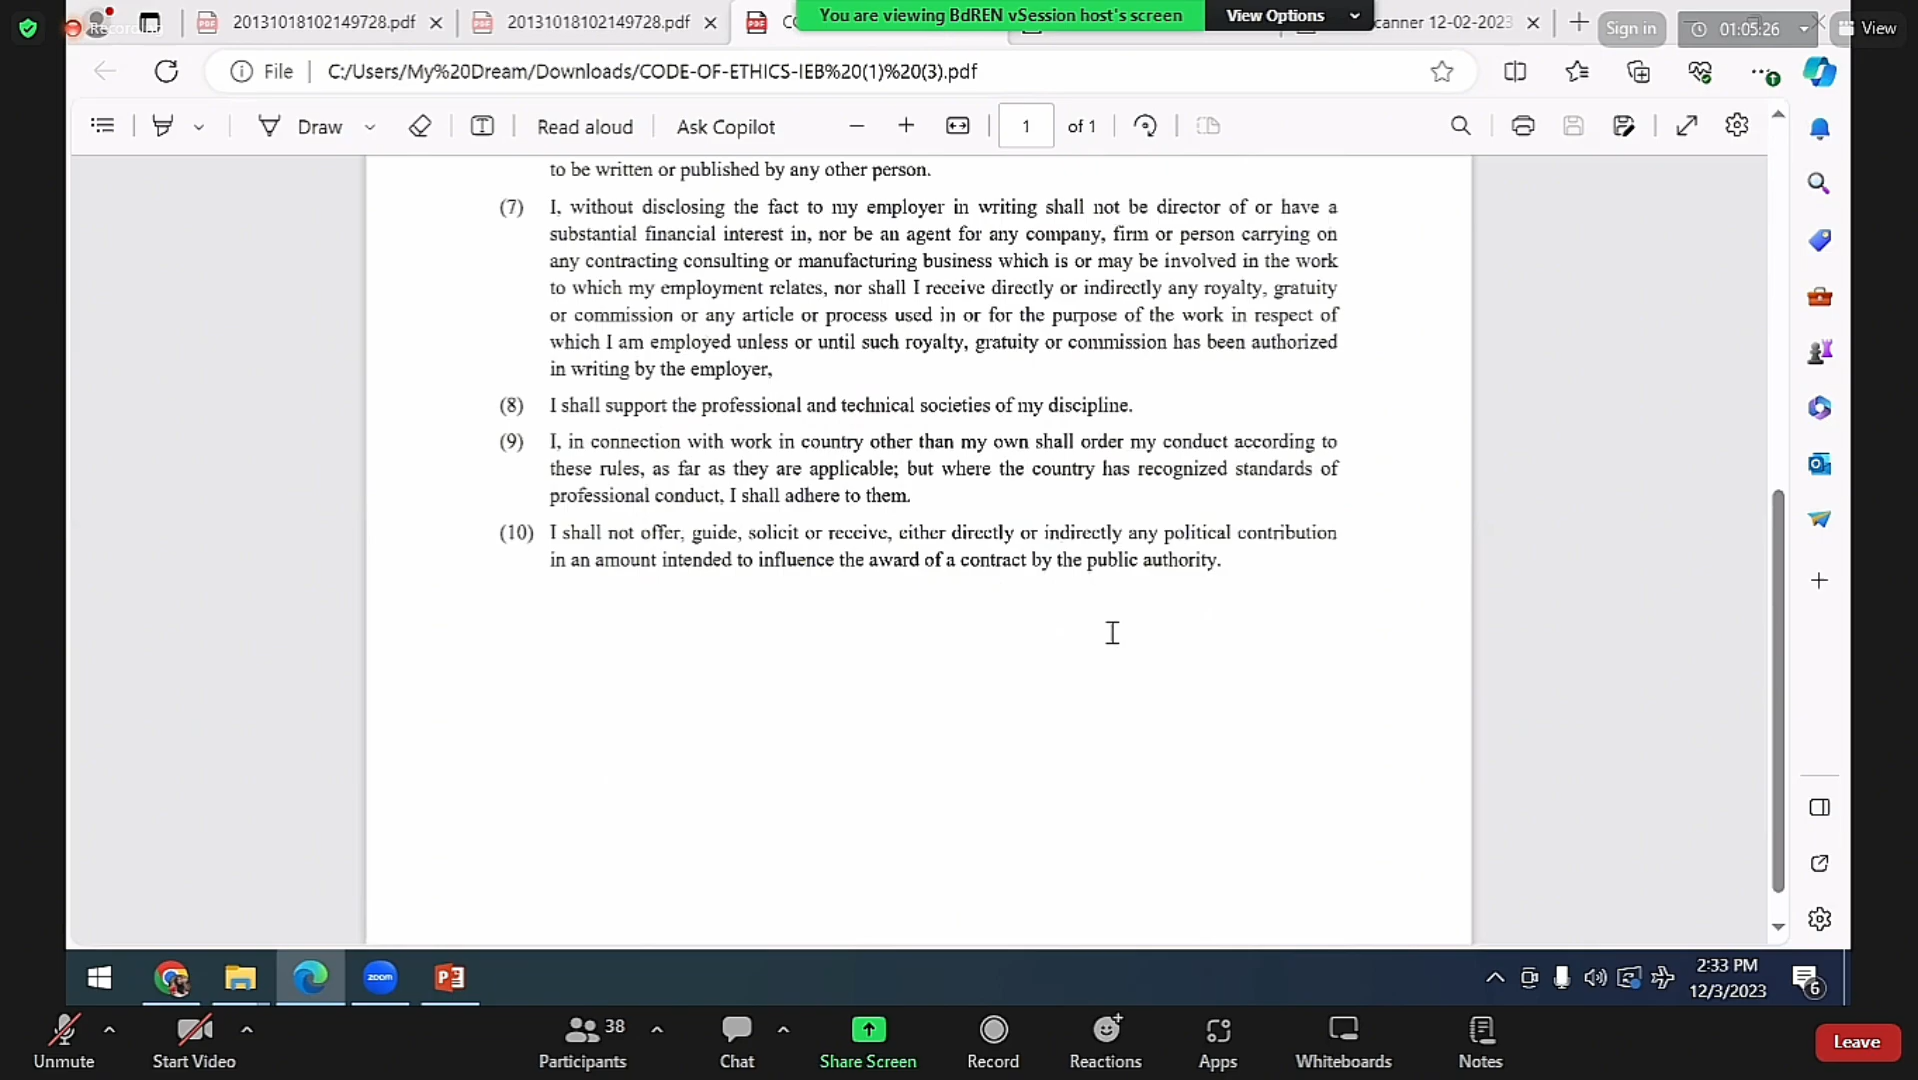 Recording
20131018102149728.pdf
20131018102149728.pdf
You are viewing BdREN vSession host's screen
View Options
canner 12-02-2023
Sign in
01:05:26
View
File
C:/Users/My%20Dream/Downloads/CODE-OF-ETHICS-IEB%20(1)%20(3).pdf
Draw
Read aloud
Ask Copilot
1
of 1
to be written or published by any other person.
(7) I, without disclosing the fact to my employer in writing shall not be director of or have a
substantial financial interest in, nor be an agent for any company, firm or person carrying on
any contracting consulting or manufacturing business which is or may be involved in the work
to which my employment relates, nor shall I receive directly or indirectly any royalty, gratuity
or commission or any article or process used in or for the purpose of the work in respect of
which I am employed unless or until such royalty, gratuity or commission has been authorized
in writing by the employer,
(8) I shall support the professional and technical societies of my discipline.
(9) I, in connection with work in country other than my own shall order my conduct according to
these rules, as far as they are applicable; but where the country has recognized standards of
professional conduct, I shall adhere to them.
(10) I shall not offer, guide, solicit or receive, either directly or indirectly any political contribution
in an amount intended to influence the award of a contract by the public authority.
zoom
2:33 PM
12/3/2023
6
Unmute
Start Video
38
Participants
Chat
Share Screen
Record
Reactions
Apps
Whiteboards
Notes
Leave